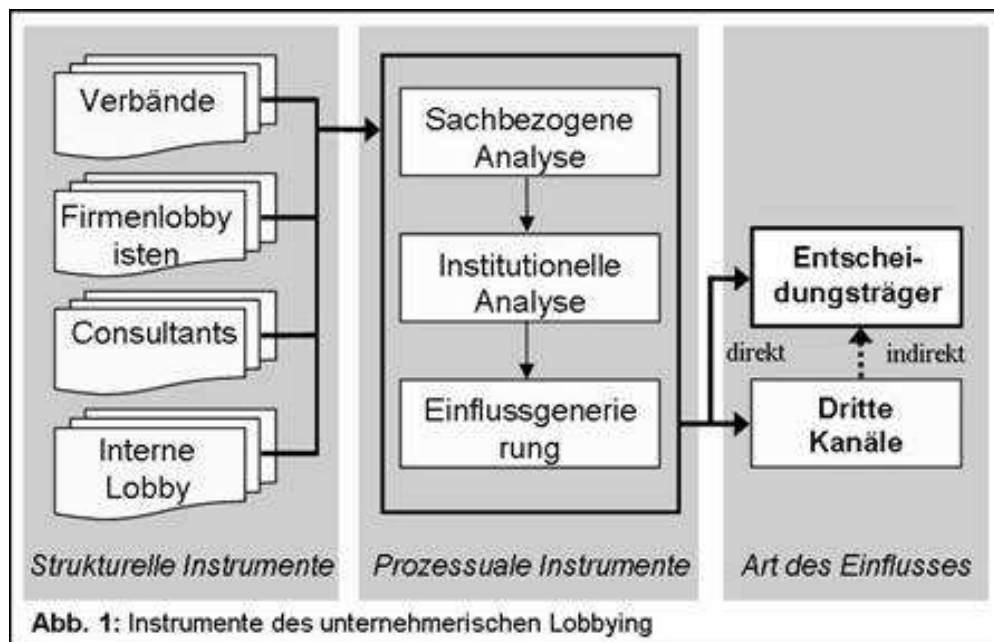 Verbände
Firmenlobby
isten
Consultants
Interne
Lobby
Strukturelle Instrumente
Sachbezogene
Analyse
Institutionelle
Analyse
Einflussgenerie
rung
Prozessuale Instrumente
Entschei-
dungsträger
direkt
indirekt
Dritte
Kanäle
Art des Einflusses
Abb. 1: Instrumente des unternehmerischen Lobbying